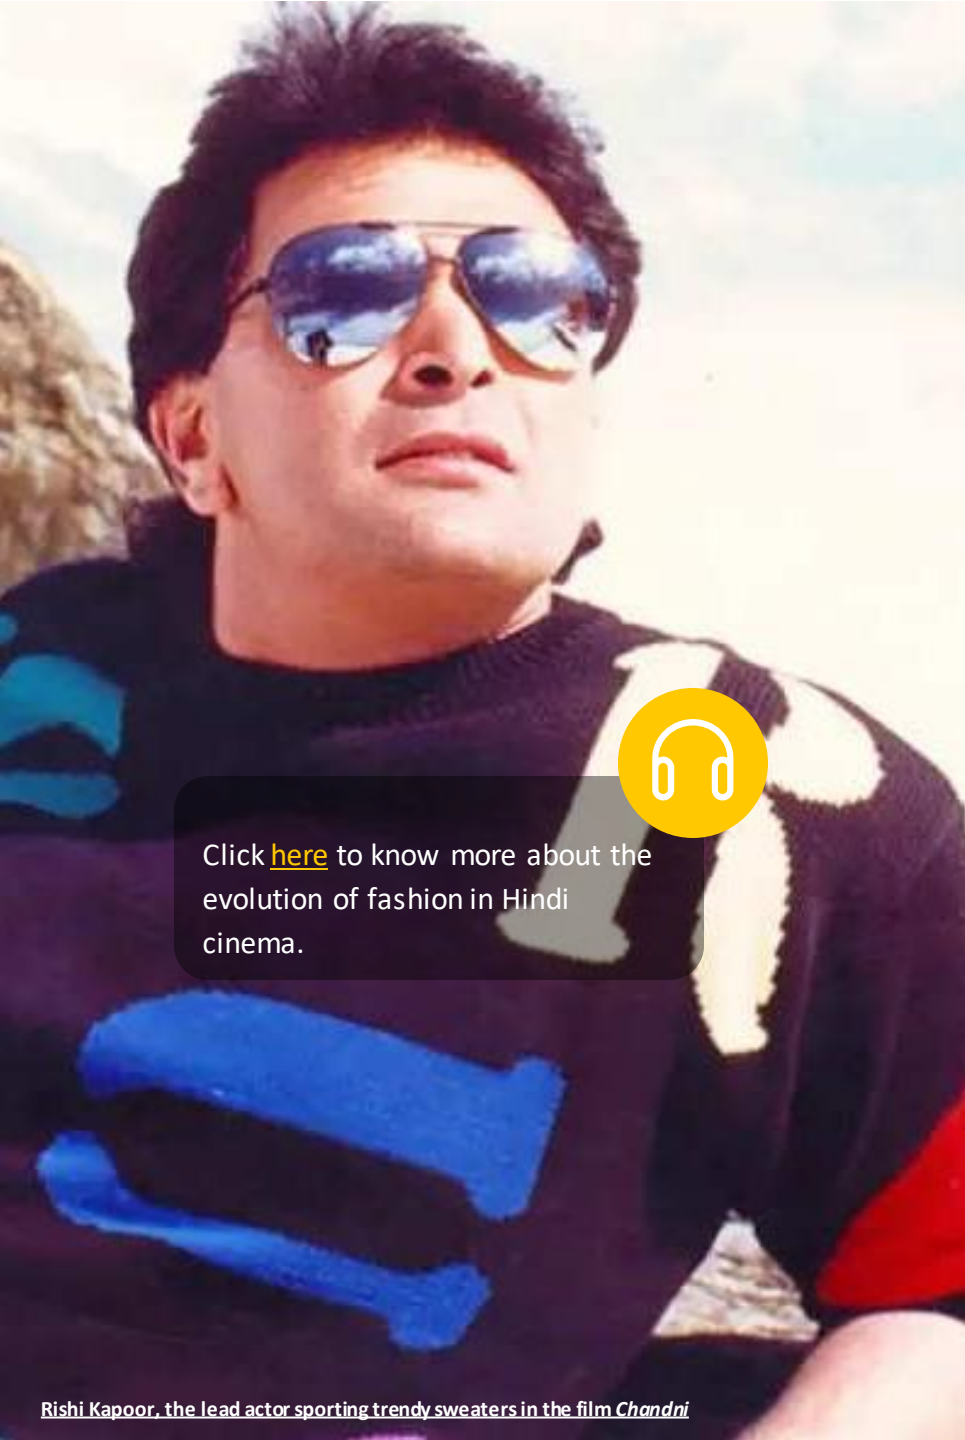 Click here to know more about the
evolution of fashion in Hindi
cinema.
Rishi Kapoor, the lead actor sporting trendy sweaters in the film Chandni